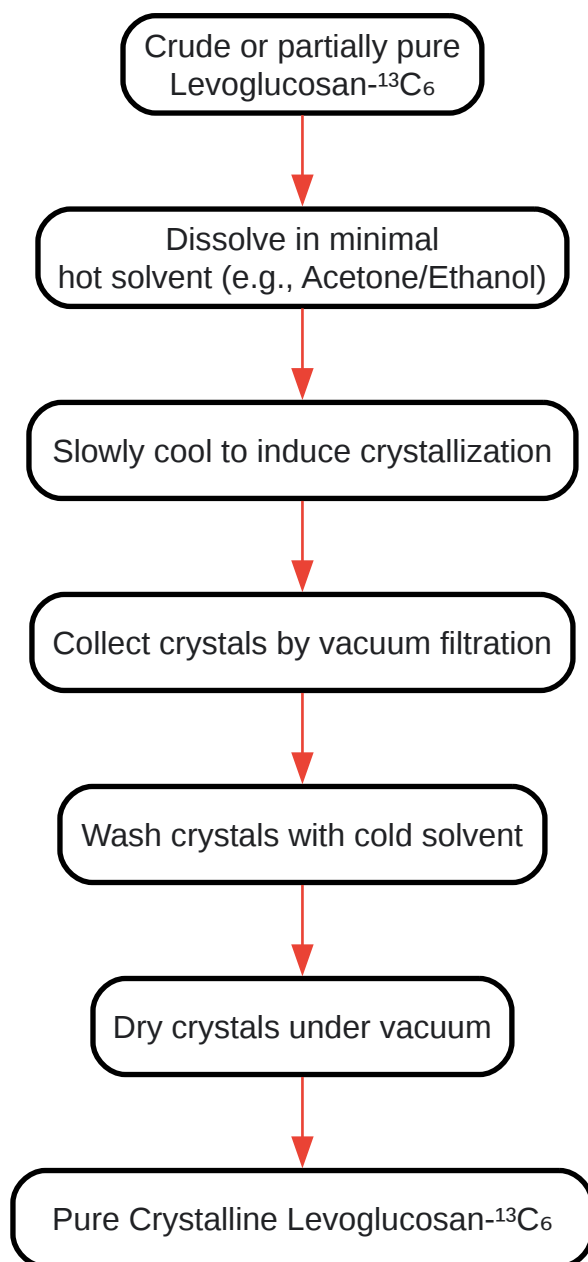 Crude or partially pure
Levoglucosan-¹³C₆
Dissolve in minimal
hot solvent (e.g., Acetone/Ethanol)
Slowly cool to induce crystallization
Collect crystals by vacuum filtration
Wash crystals with cold solvent
Dry crystals under vacuum
Pure Crystalline Levoglucosan-¹³C₆